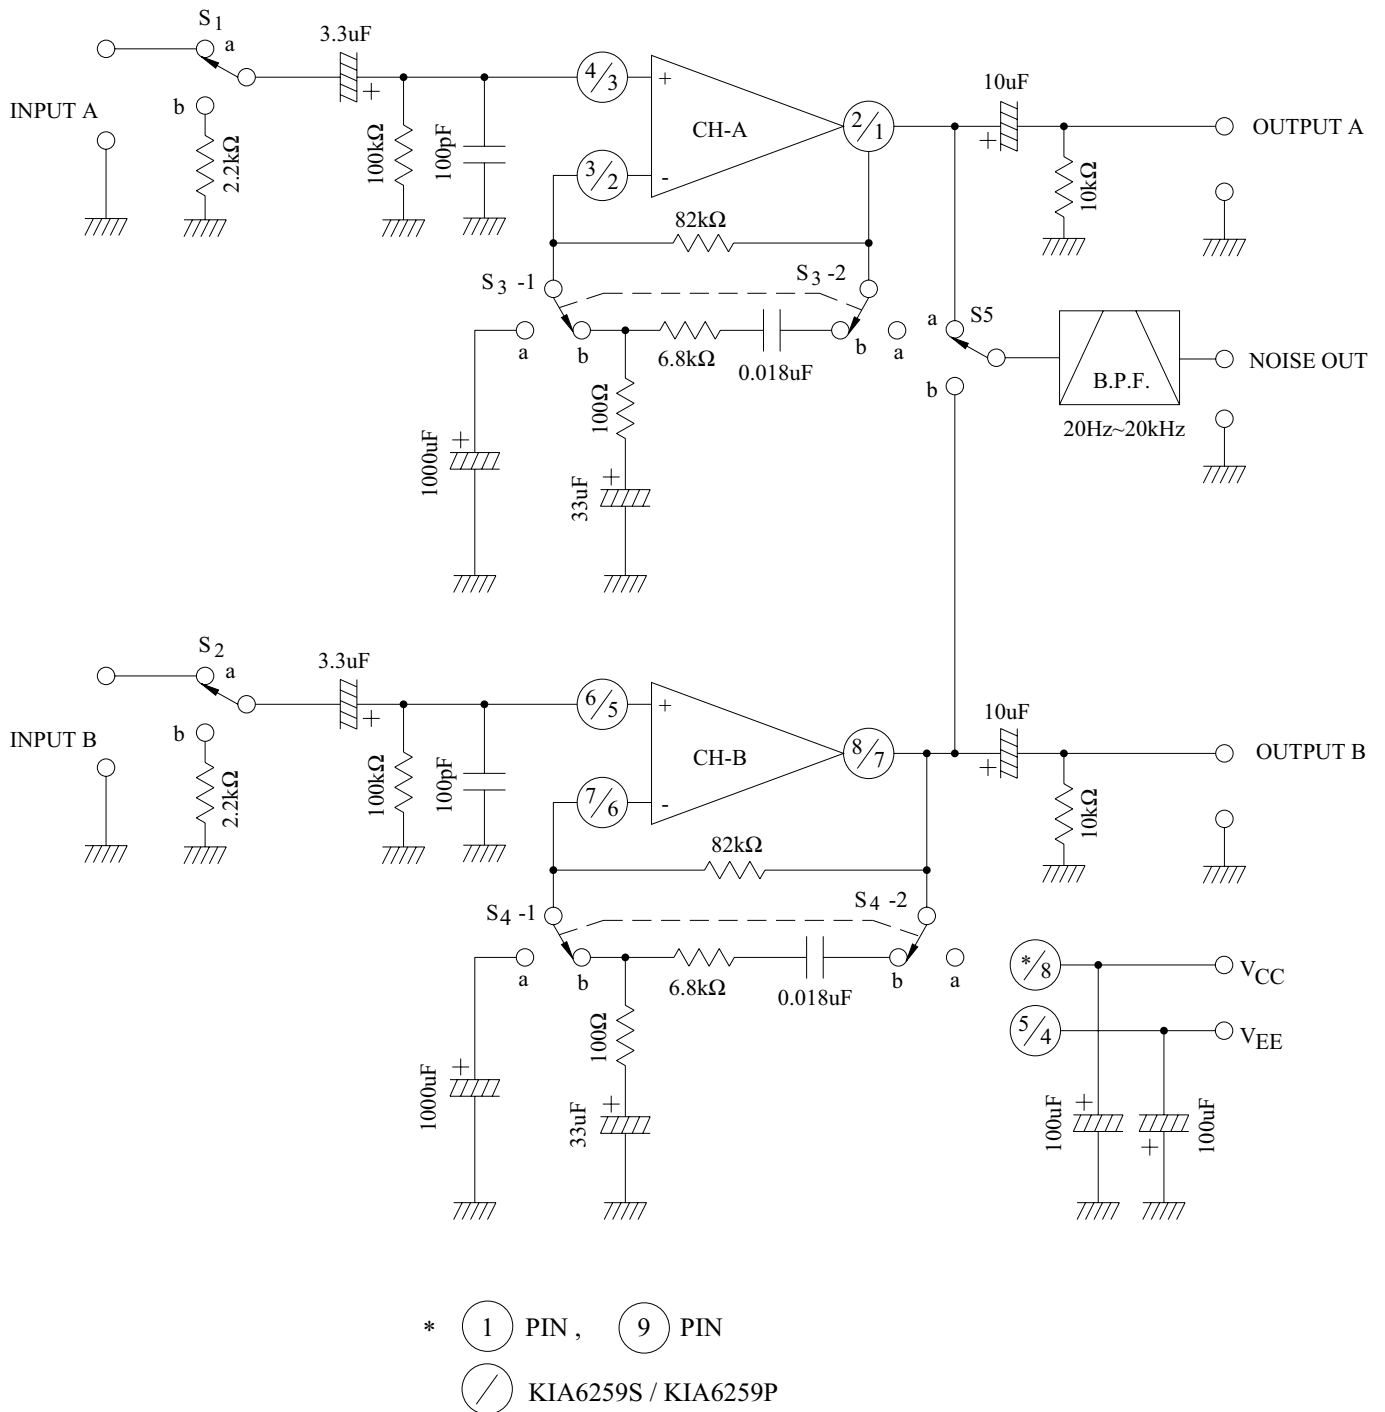 S1
a
3.3uF
INPUT A
b
2.2kΩ
+
100kΩ
100pF
4/3
+
CH-A
3/2
-
2/1
10uF
+
10kΩ
OUTPUT A
82kΩ
S3 -1
S3 -2
a
b
6.8kΩ
0.018uF
b
a
a
S5
b
B.P.F.
20Hz~20kHz
NOISE OUT
1000uF
+
100Ω
33uF
+
S2
a
3.3uF
INPUT B
b
2.2kΩ
+
100kΩ
100pF
6/5
+
CH-B
7/6
-
8/7
10uF
+
10kΩ
OUTPUT B
82kΩ
S4 -1
S4 -2
a
b
6.8kΩ
0.018uF
b
a
1000uF
+
100Ω
33uF
+
*/8
VCC
5/4
VEE
100uF
+
100uF
+
* 1 PIN , 9 PIN
/ KIA6259S / KIA6259P